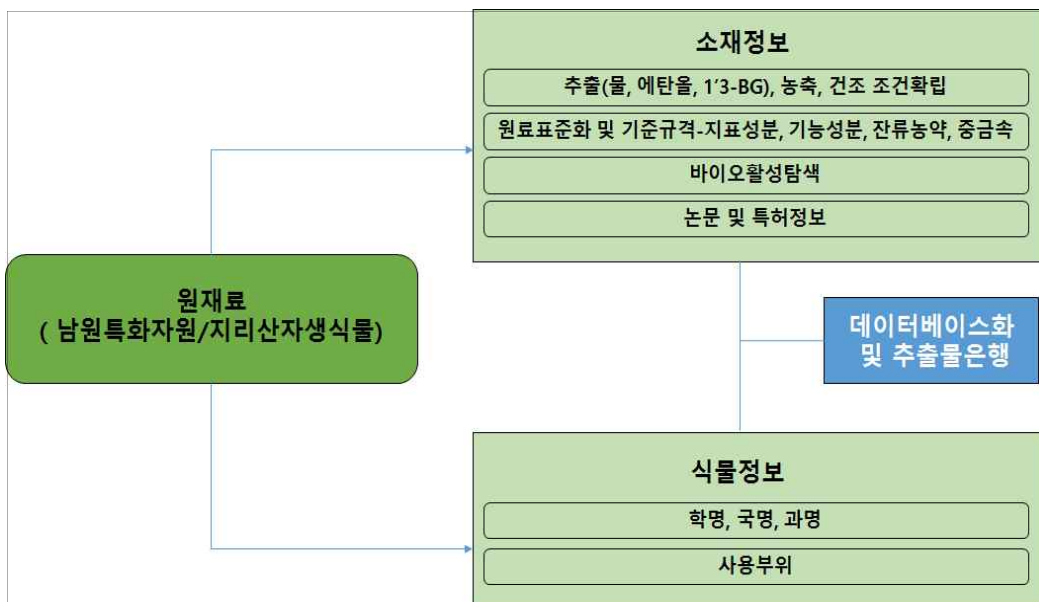 소재정보
추출(물, 에탄올, 1'3-BG), 농축, 건조 조건확립
원료표준화 및 기준규격-지표성분, 기능성분, 잔류농약, 중금속
바이오활성탐색
논문 및 특허정보
원재료
( 남원특화자원/지리산자생식물)
데이터베이스화
및 추출물은행
식물정보
학명, 국명, 과명
사용부위